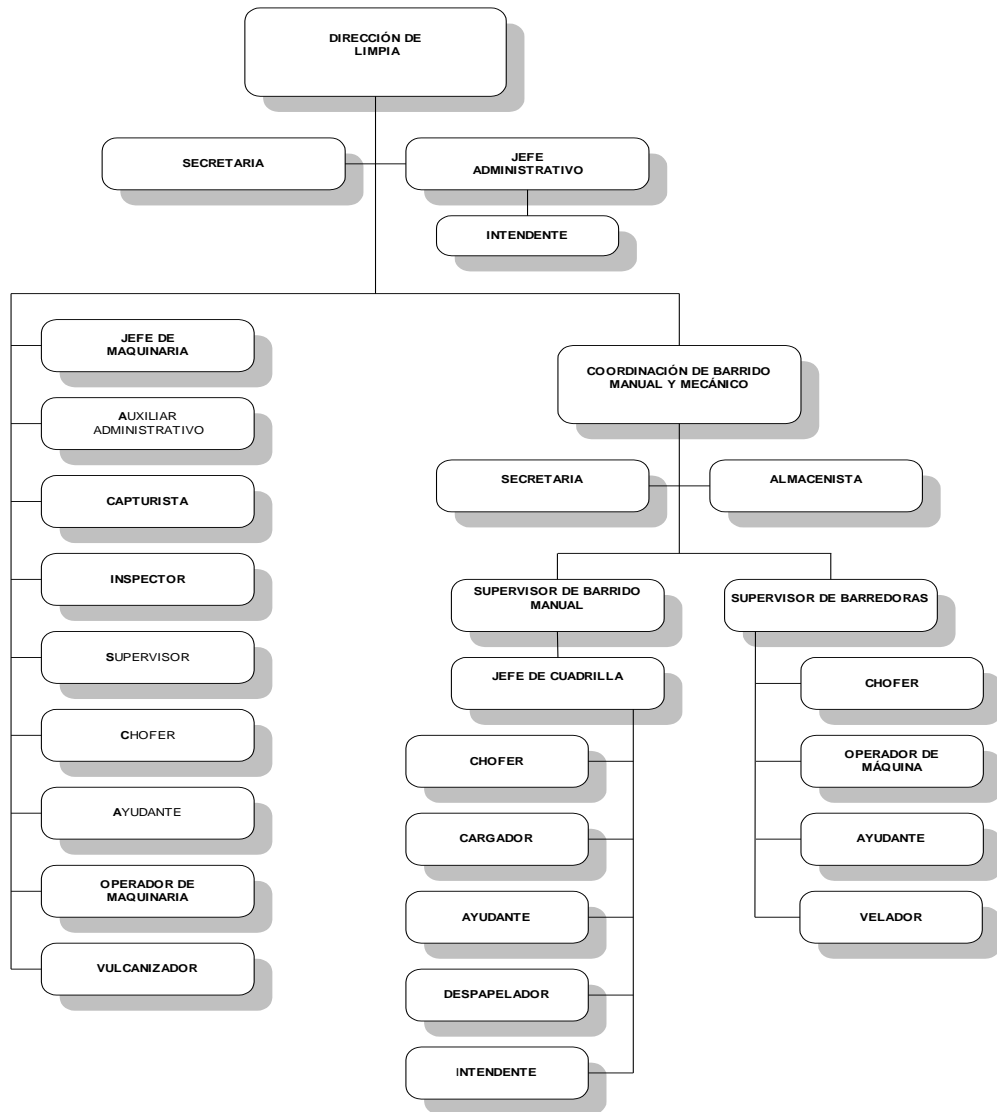 DIRECCIÓN DE
LIMPIA
SECRETARIA
JEFE
ADMINISTRATIVO
INTENDENTE
JEFE DE
MAQUINARIA
AUXILIAR
ADMINISTRATIVO
CAPTURISTA
INSPECTOR
SUPERVISOR
CHOFER
AYUDANTE
OPERADOR DE
MAQUINARIA
VULCANIZADOR
COORDINACIÓN DE BARRIDO
MANUAL Y MECÁNICO
SECRETARIA
ALMACENISTA
SUPERVISOR DE BARRIDO
MANUAL
JEFE DE CUADRILLA
CHOFER
CARGADOR
AYUDANTE
DESPAPELADOR
INTENDENTE
SUPERVISOR DE BARREDORAS
CHOFER
OPERADOR DE
MÁQUINA
AYUDANTE
VELADOR